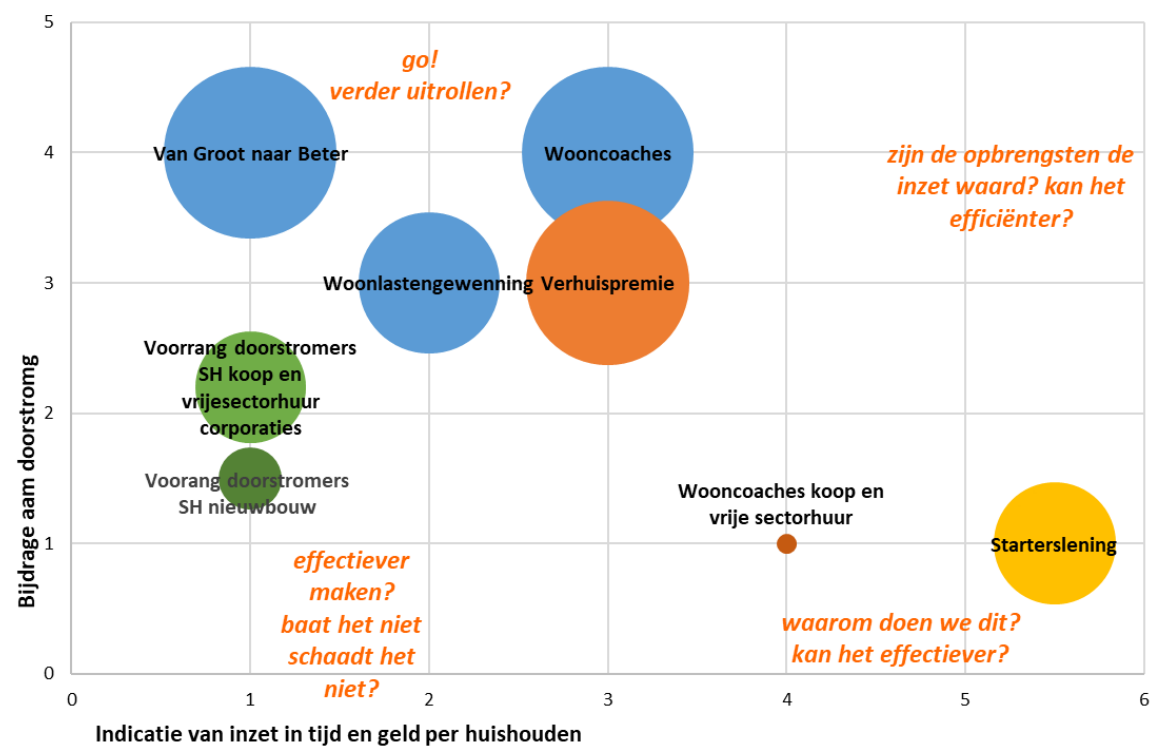 5
go!
verder uitrollen?
4
Van Groot naar Beter
Wooncoaches
zijn de opbrengsten de
inzet waard? kan het
efficiënter?
3
Woonlastengewenning
Verhuispremie
Voorrang doorstromers
SH koop en
vrijesectorhuur
corporaties
2
Voorang doorstromers
SH nieuwbouw
Wooncoaches koop en
vrije sectorhuur
1
Starterslening
effectiever
maken?
baat het niet
schaadt het
niet?
waarom doen we dit?
kan het effectiever?
0
Bijdrage aam doorstromg
0 1 2 3 4 5 6
Indicatie van inzet in tijd en geld per huishouden